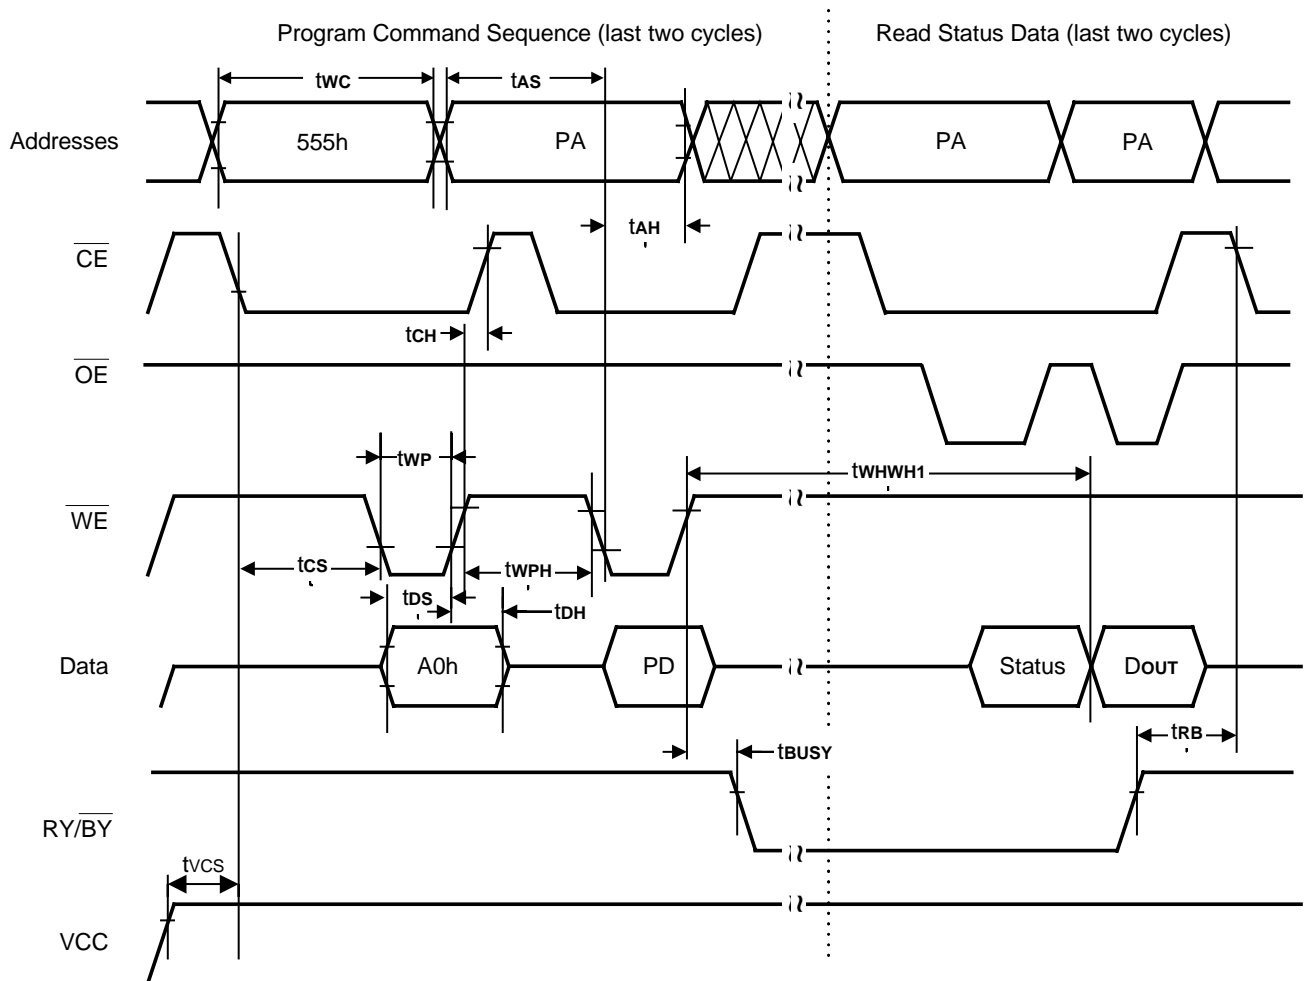 Program Command Sequence (last two cycles)
Read Status Data (last two cycles)
tWC
tAS
Addresses
555h
PA
PA
PA
tAH
CE
tCH
OE
tWP
tWHWH1
WE
tCS
tWPH
tDS
tDH
Data
A0h
PD
Status
DOUT
tRB
tBUSY
RY/BY
tVCS
VCC